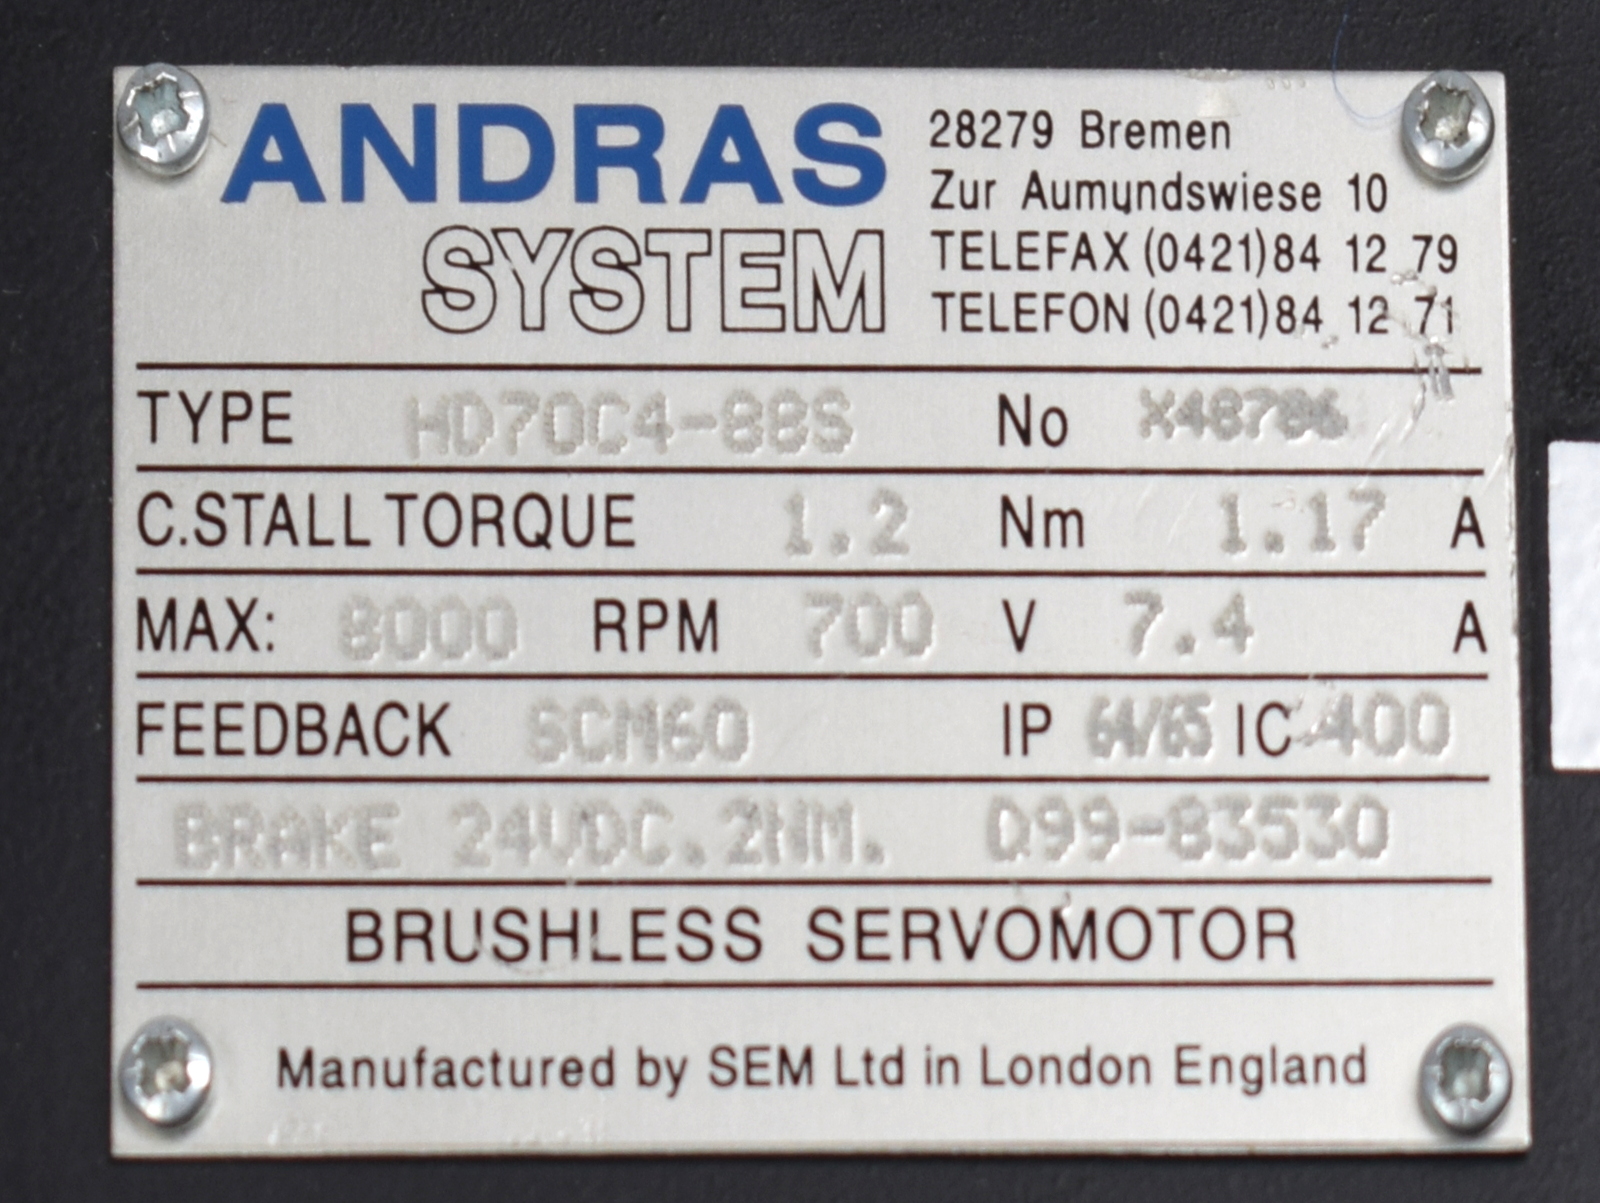 ANDRAS
SYSTEM
28279 Bremen
Zur Aumundswiese 10
TELEFAX (0421)84 12 79
TELEFON (0421)84 12 71
TYPE HD70C4-88S No X48786
C.STALL TORQUE 1.2 Nm 1.17 A
MAX: 8000 RPM 700 V 7.4 A
FEEDBACK SCM60 IP 64/65 IC 400
BRAKE 24VDC.2NM. Q99-83530
BRUSHLESS SERVOMOTOR
Manufactured by SEM Ltd in London England